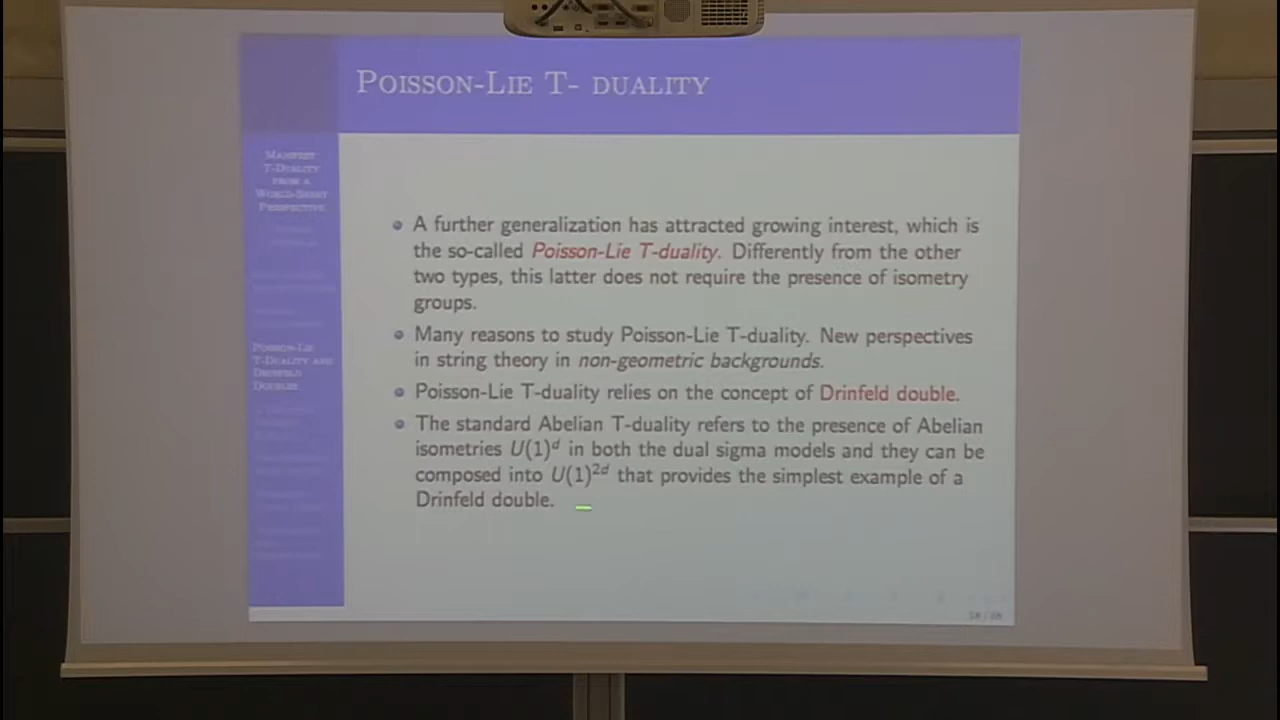 POISSON-LIE T- DUALITY
MANIFEST
T-DUALITY
FROM A
WORLD-SHEET
PERSPECTIVE
POISSON-LIE
T-DUALITY AND
DRINFELD
DOUBLES
A further generalization has attracted growing interest, which is
the so-called Poisson-Lie T-duality. Differently from the other
two types, this latter does not require the presence of isometry
groups.
Many reasons to study Poisson-Lie T-duality. New perspectives
in string theory in non-geometric backgrounds.
Poisson-Lie T-duality relies on the concept of Drinfeld double.
The standard Abelian T-duality refers to the presence of Abelian
isometries U(1)^d in both the dual sigma models and they can be
composed into U(1)^2d that provides the simplest example of a
Drinfeld double.